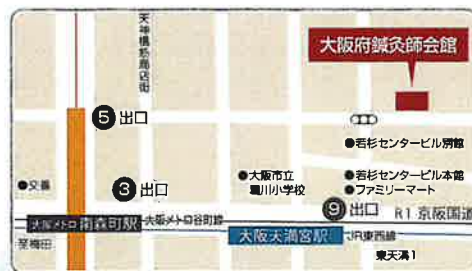 天神橋筋商店街
大阪府鍼灸師会館
5 出口
●若杉センタービル別館
●大阪市立
堀川小学校
●若杉センタービル本館
●ファミリーマート
●交番
3 出口
9 出口
R1 京阪国道
大阪メトロ 南森町駅
大阪メトロ谷町線
大阪天満宮駅
JR東西線
至梅田
東天満1